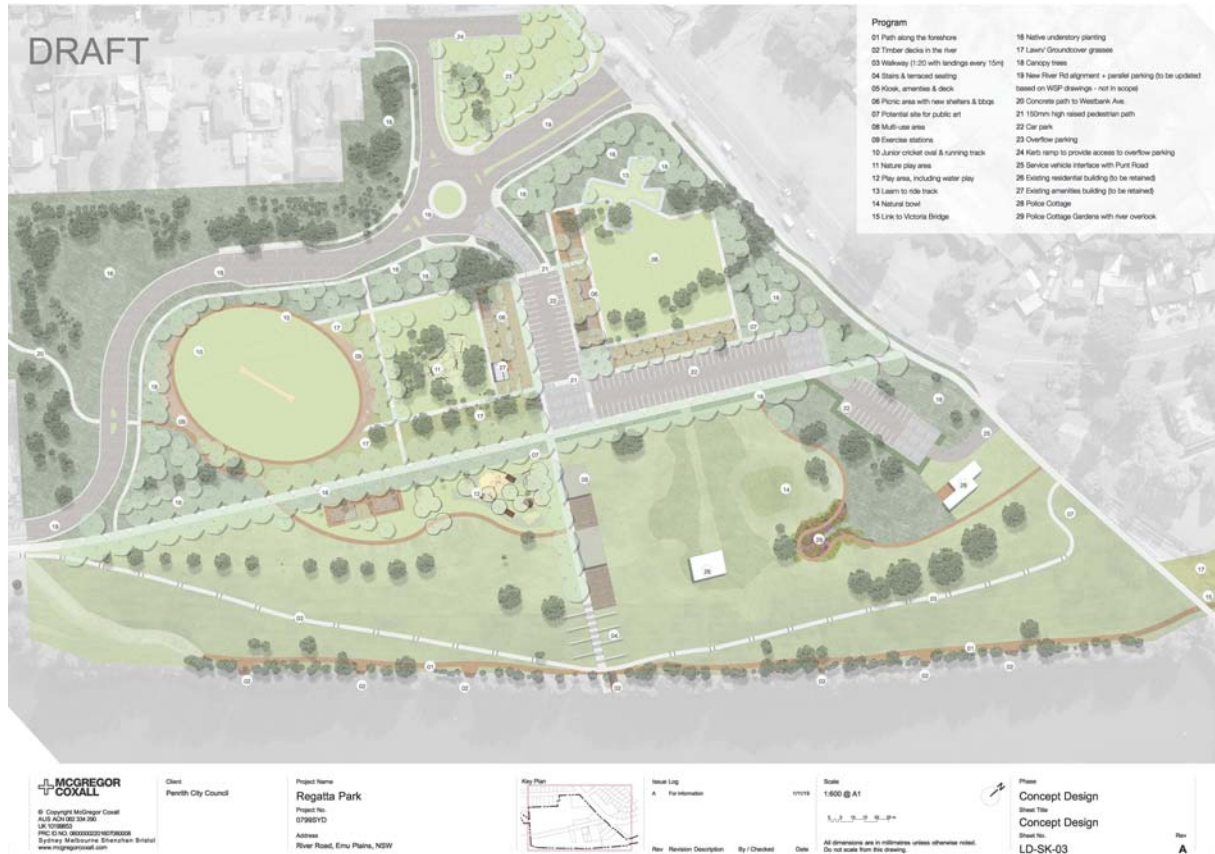 DRAFT
Program
01 Path along the foreshore
02 Timber decks in the river
03 Walkway (1:20 with landings every 15m)
04 Stairs & terraced seating
05 Kiosk, amenities & deck
06 Picnic area with new shelters & bbqs
07 Potential site for public art
08 Multi-use area
09 Exercise stations
10 Junior cricket oval & running track
11 Nature play area
12 Play area, including water play
13 Learn to ride track
14 Natural bowl
15 Link to Victoria Bridge
16 Native understory planting
17 Lawn/ Groundcover grasses
18 Canopy trees
19 New River Rd alignment + parallel parking (to be updated
based on WSP drawings - not in scope)
20 Concrete path to Westbank Ave.
21 150mm high raised pedestrian path
22 Car park
23 Overflow parking
24 Kerb ramp to provide access to overflow parking
25 Service vehicle interface with Punt Road
26 Existing residential building (to be retained)
27 Existing amenities building (to be retained)
28 Police Cottage
29 Police Cottage Gardens with river overlook
MCGREGOR
COXALL
© Copyright McGregor Coxall
Sydney Melbourne Shenzhen Bristol
www.mcgregorcoxall.com
Client
Penrith City Council
Project Name
Regatta Park
Project No.
0799SYD
Address
River Road, Emu Plains, NSW
Key Plan
Issue Log
A For Information
Rev Revision Description By / Checked Date
Scale
1:600 @ A1
All dimensions are in millimetres unless otherwise noted.
Do not scale from this drawing.
Phase
Concept Design
Sheet Title
Concept Design
Sheet No.
LD-SK-03
Rev
A